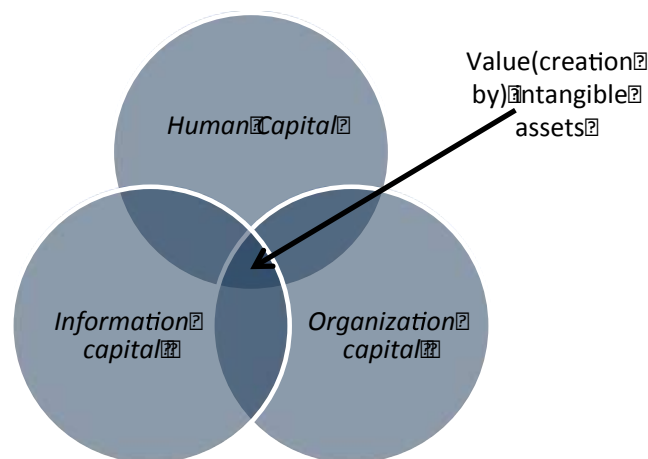 Value(creation⍰
by)⍰intangible⍰
assets⍰
Human⍰Capital⍰
Information⍰
capital⍰⍰
Organization⍰
capital⍰⍰